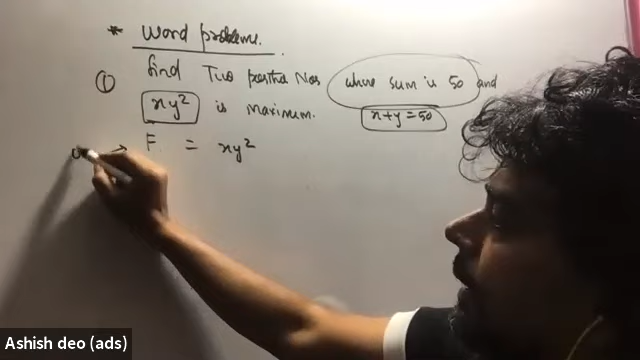 * Word problems.
① find Two positive Nos where sum is 50 and
xy² is maximum. x+y=50
F = xy²
Ashish deo (ads)